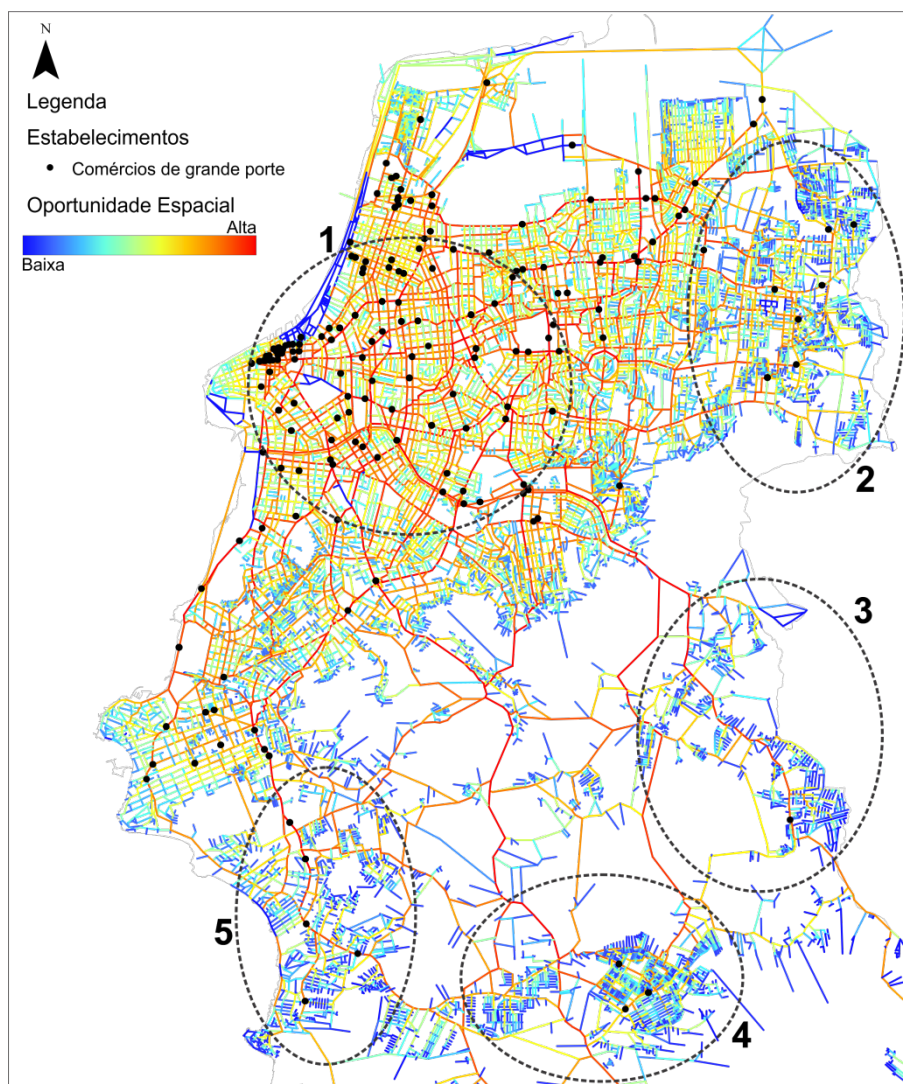 N
Legenda
Estabelecimentos
Comércios de grande porte
Oportunidade Espacial
Alta
Baixa
1
2
3
4
5